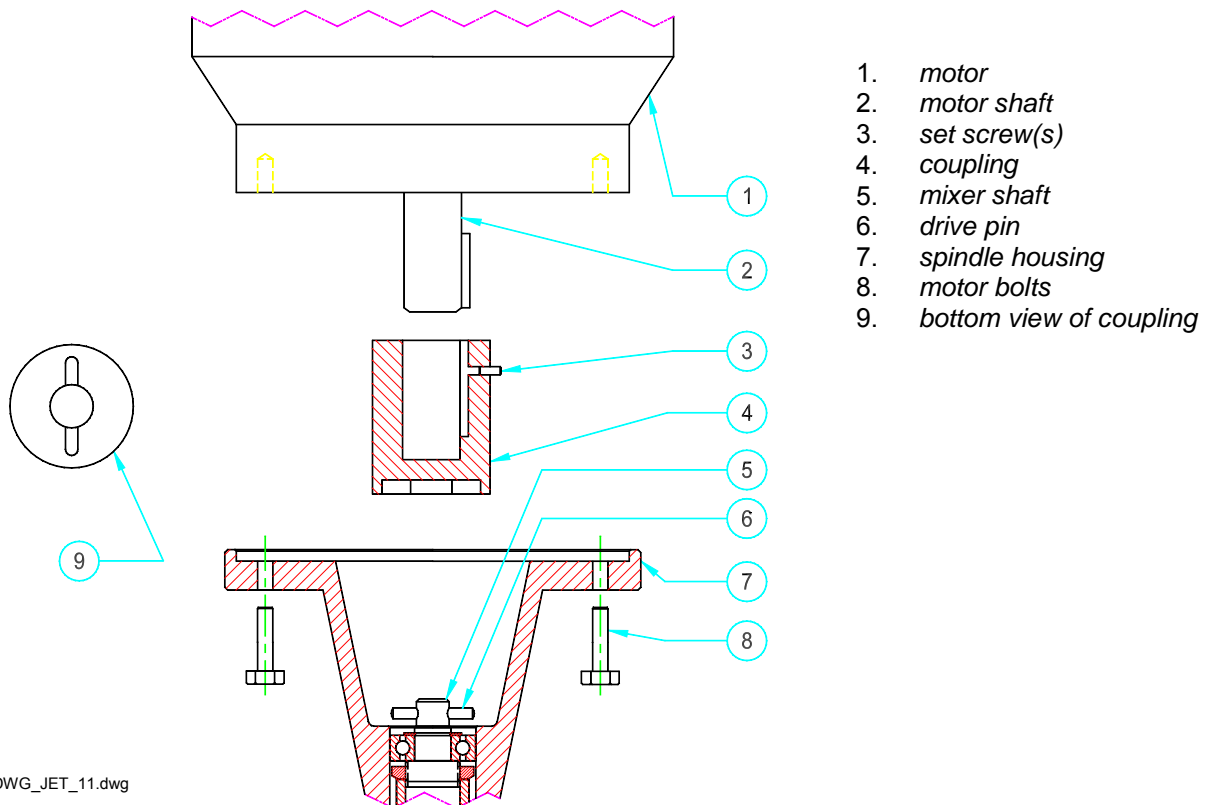 1. motor
2. motor shaft
3. set screw(s)
4. coupling
5. mixer shaft
6. drive pin
7. spindle housing
8. motor bolts
9. bottom view of coupling
1
2
3
4
5
6
9
7
8
DWG_JET_11.dwg